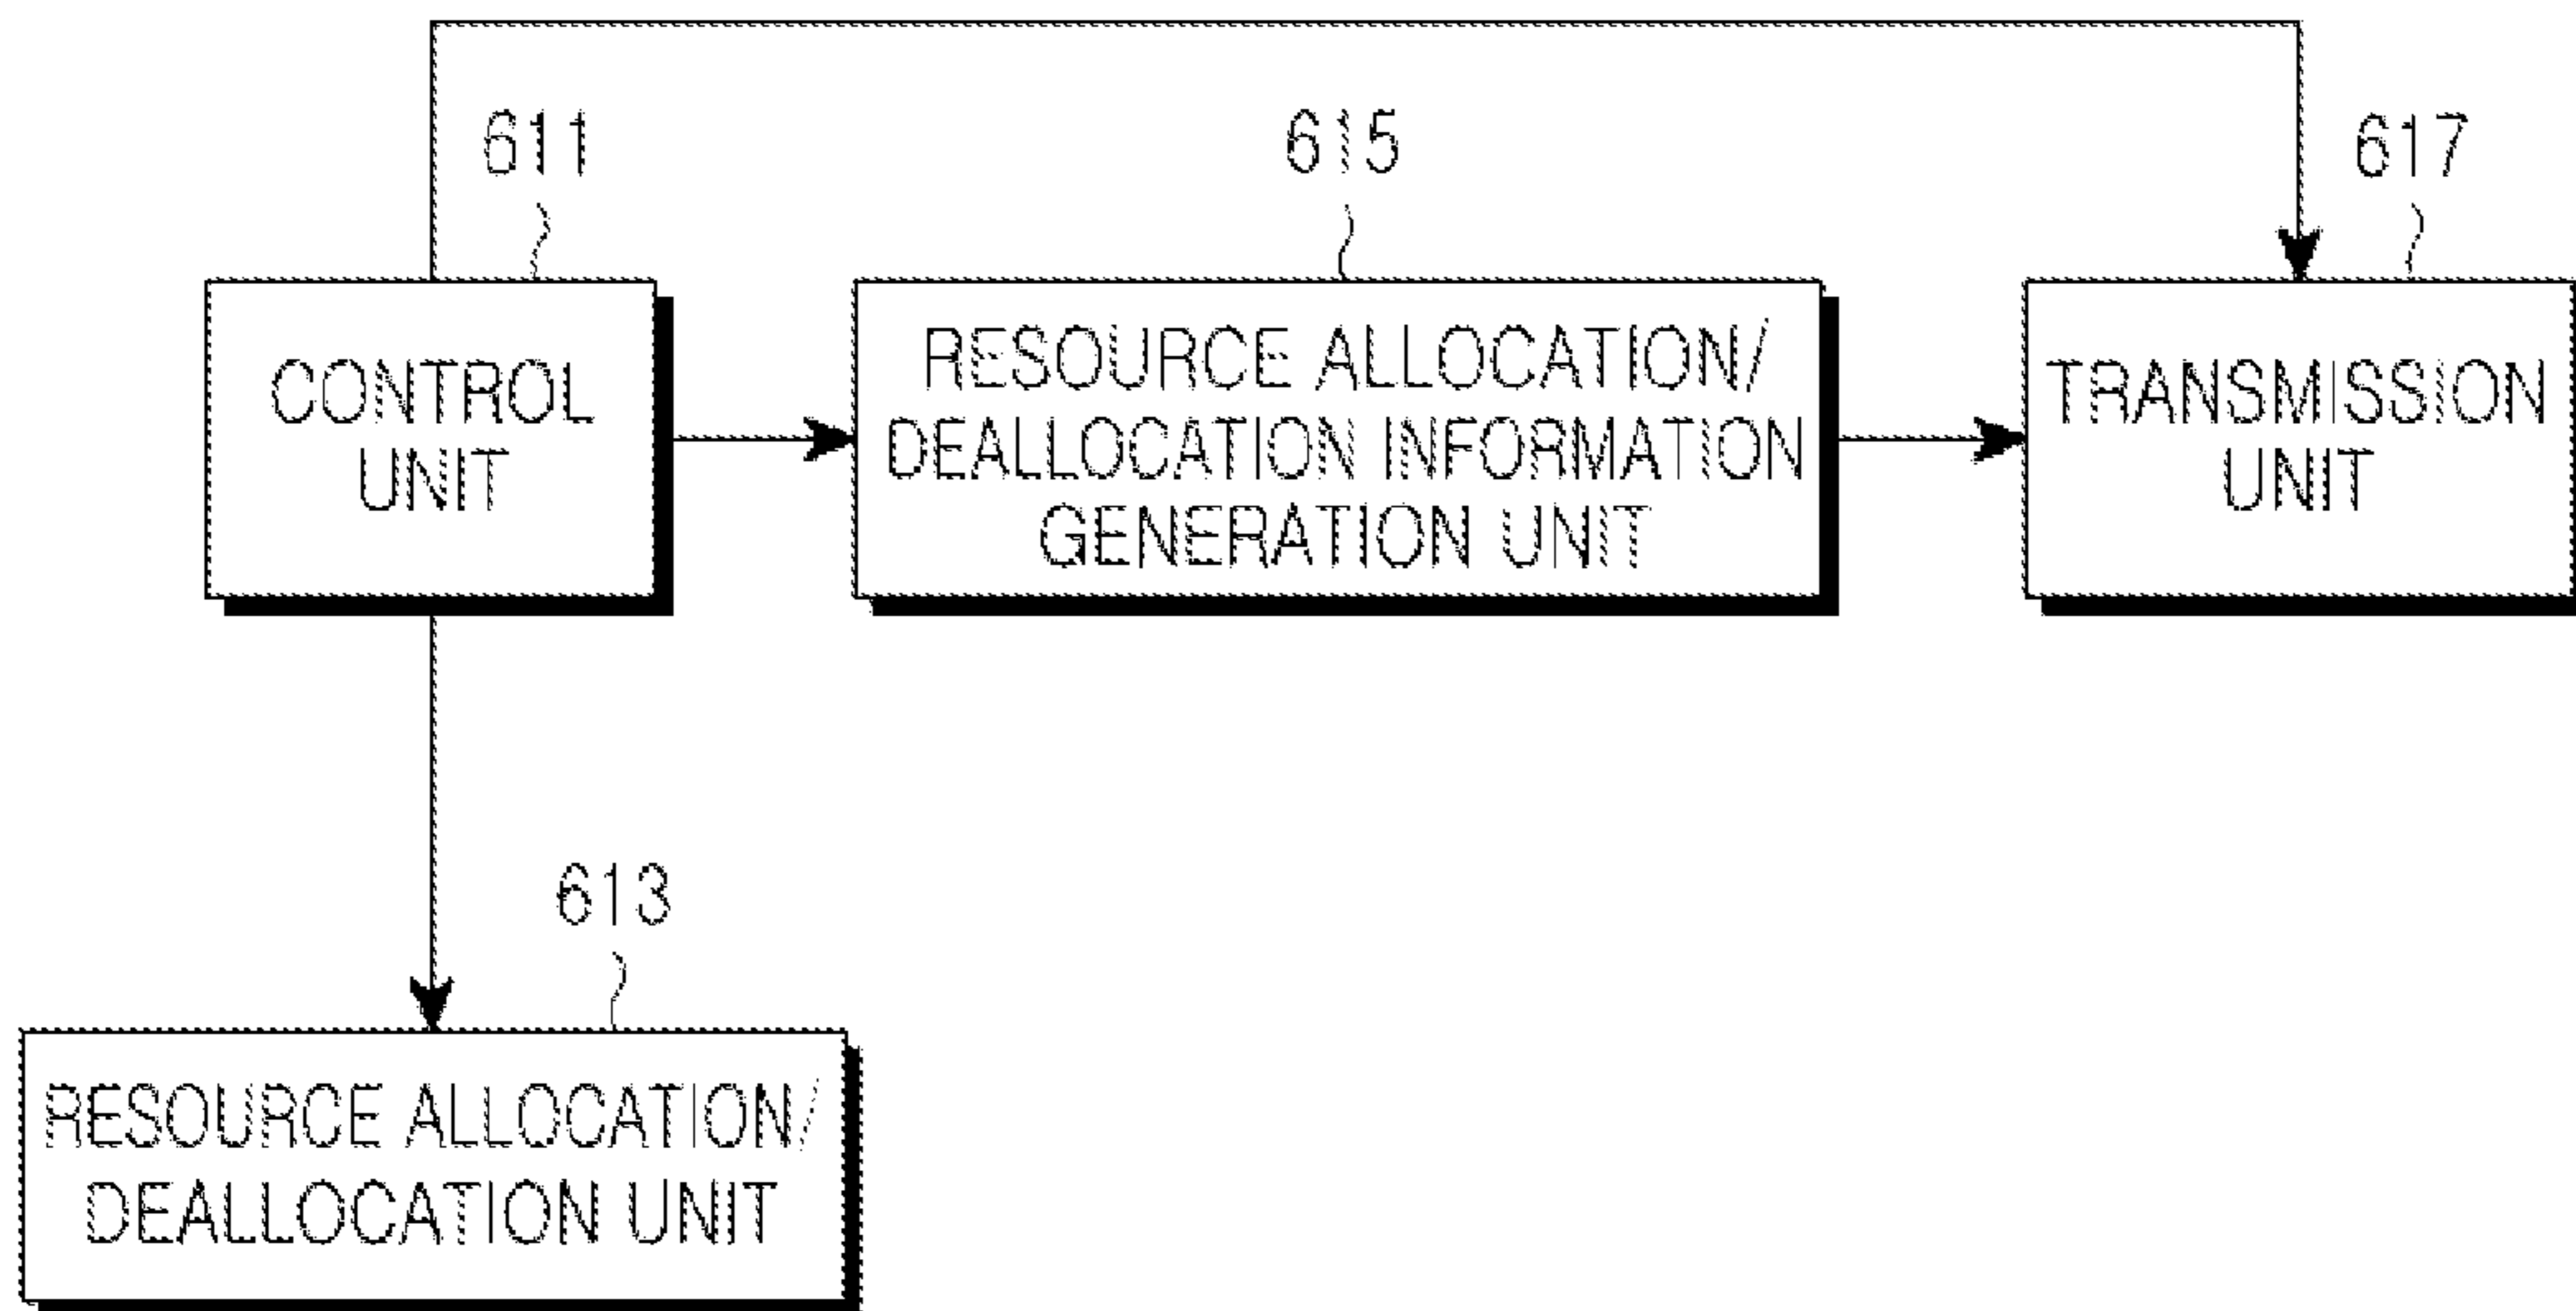 611
615
617
CONTROL
UNIT
RESOURCE ALLOCATION/
DEALLOCATION INFORMATION
GENERATION UNIT
TRANSMISSION
UNIT
613
RESOURCE ALLOCATION/
DEALLOCATION UNIT